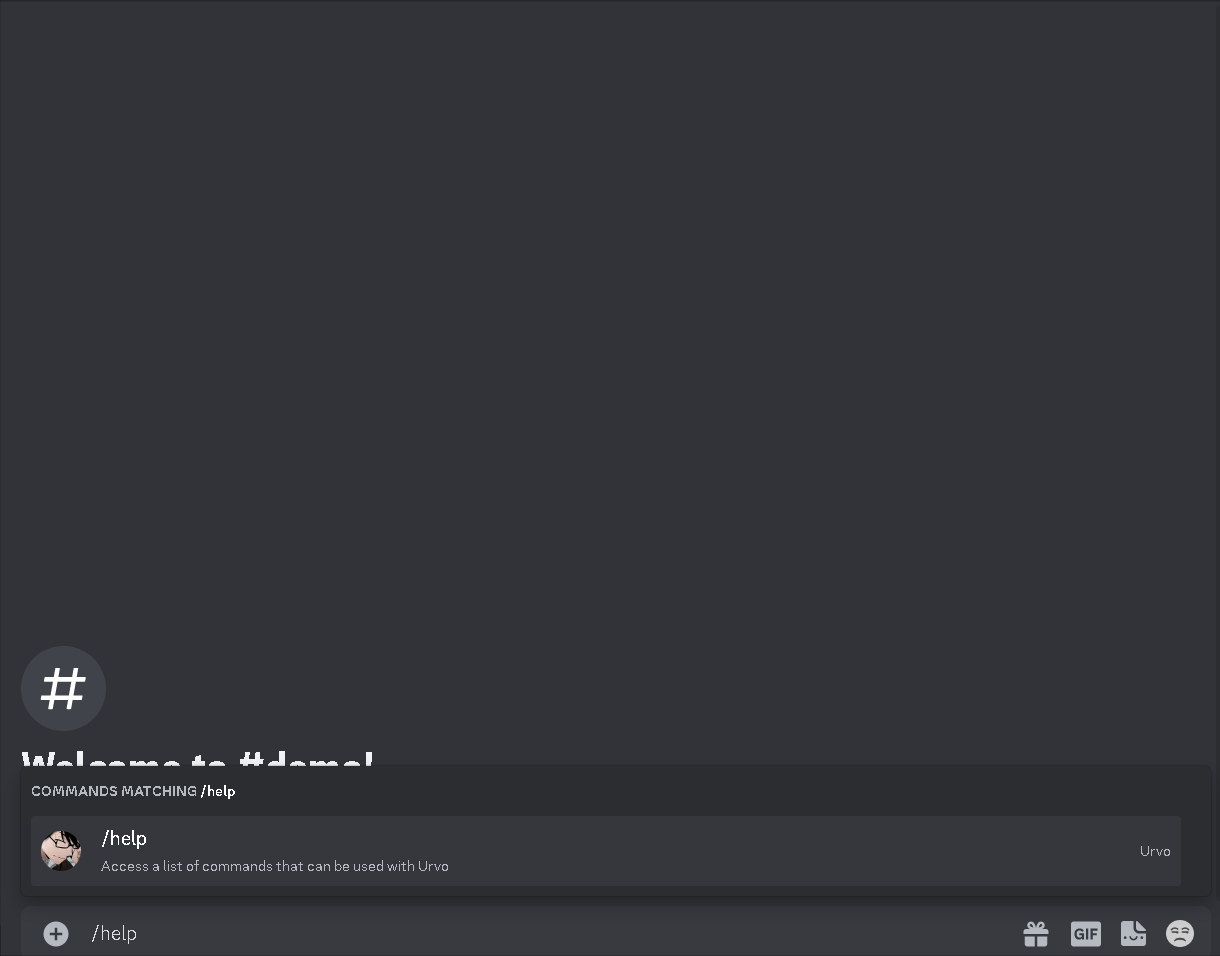 #
Welcome to #demo!
COMMANDS MATCHING /help
/help
Access a list of commands that can be used with Urvo
Urvo
/help
GIF